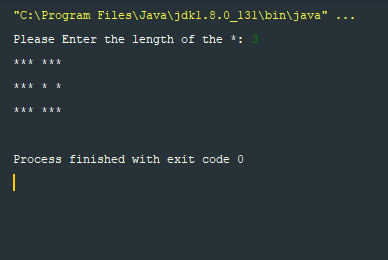 "C:\Program Files\Java\jdk1.8.0_131\bin\java" ...
Please Enter the length of the *: 3
*** ***
*** * *
*** ***
Process finished with exit code 0